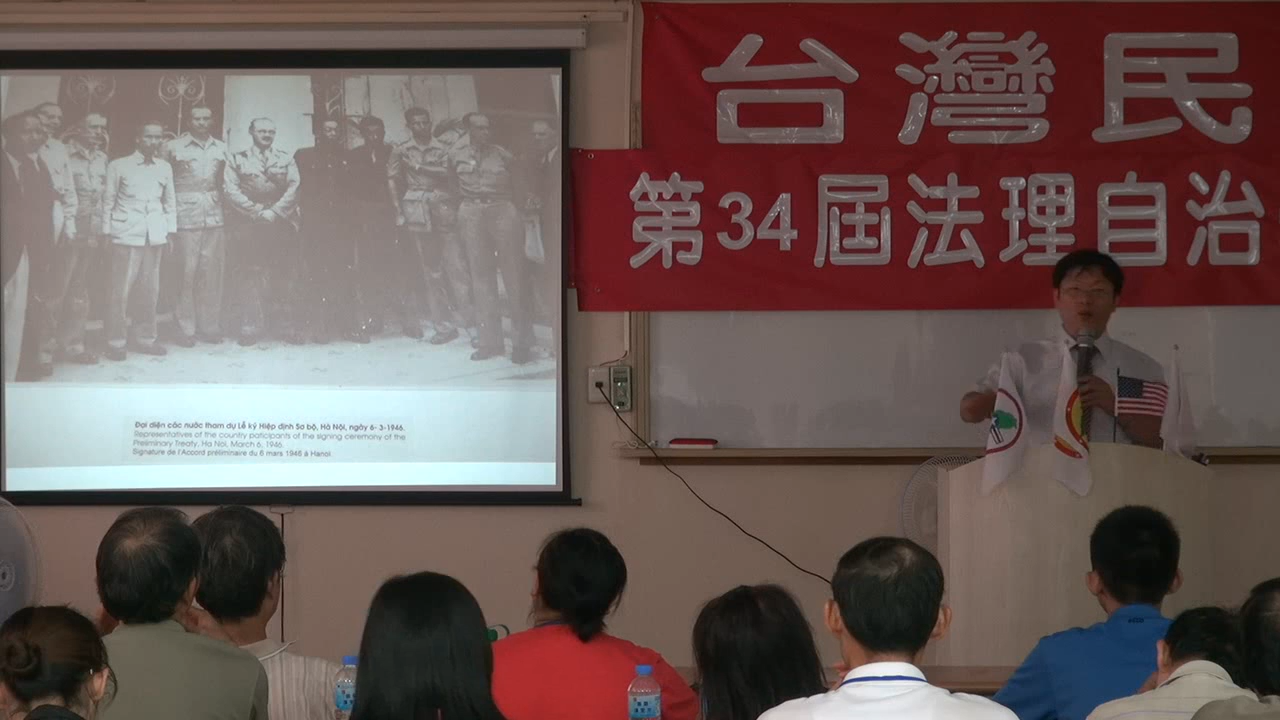 台灣民
第34屆法理自治
Đại diện các nước tham dự Lễ ký Hiệp định Sơ bộ, Hà Nội, ngày 6- 3-1946.
Representatives of the country paticipants of the signing ceremony of the
Preliminary Treaty. Ha Noi, March 6, 1946.
Signature de l'Accord préliminaire du 6 mars 1946 à Hanoi.